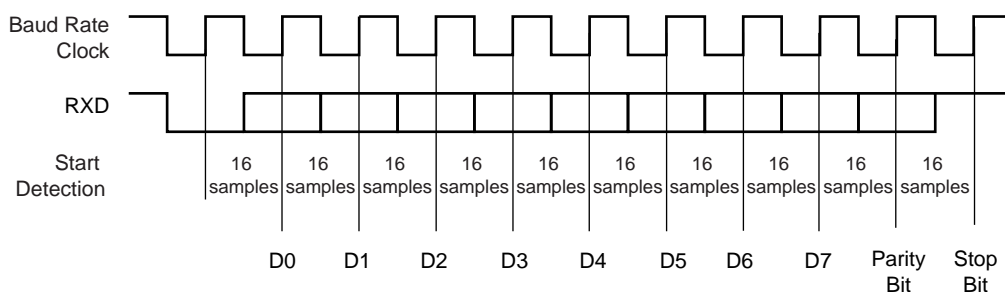 Baud Rate
Clock
RXD
Start
Detection
16
samples
16
samples
16
samples
16
samples
16
samples
16
samples
16
samples
16
samples
16
samples
16
samples
D0
D1
D2
D3
D4
D5
D6
D7
Parity
Bit
Stop
Bit